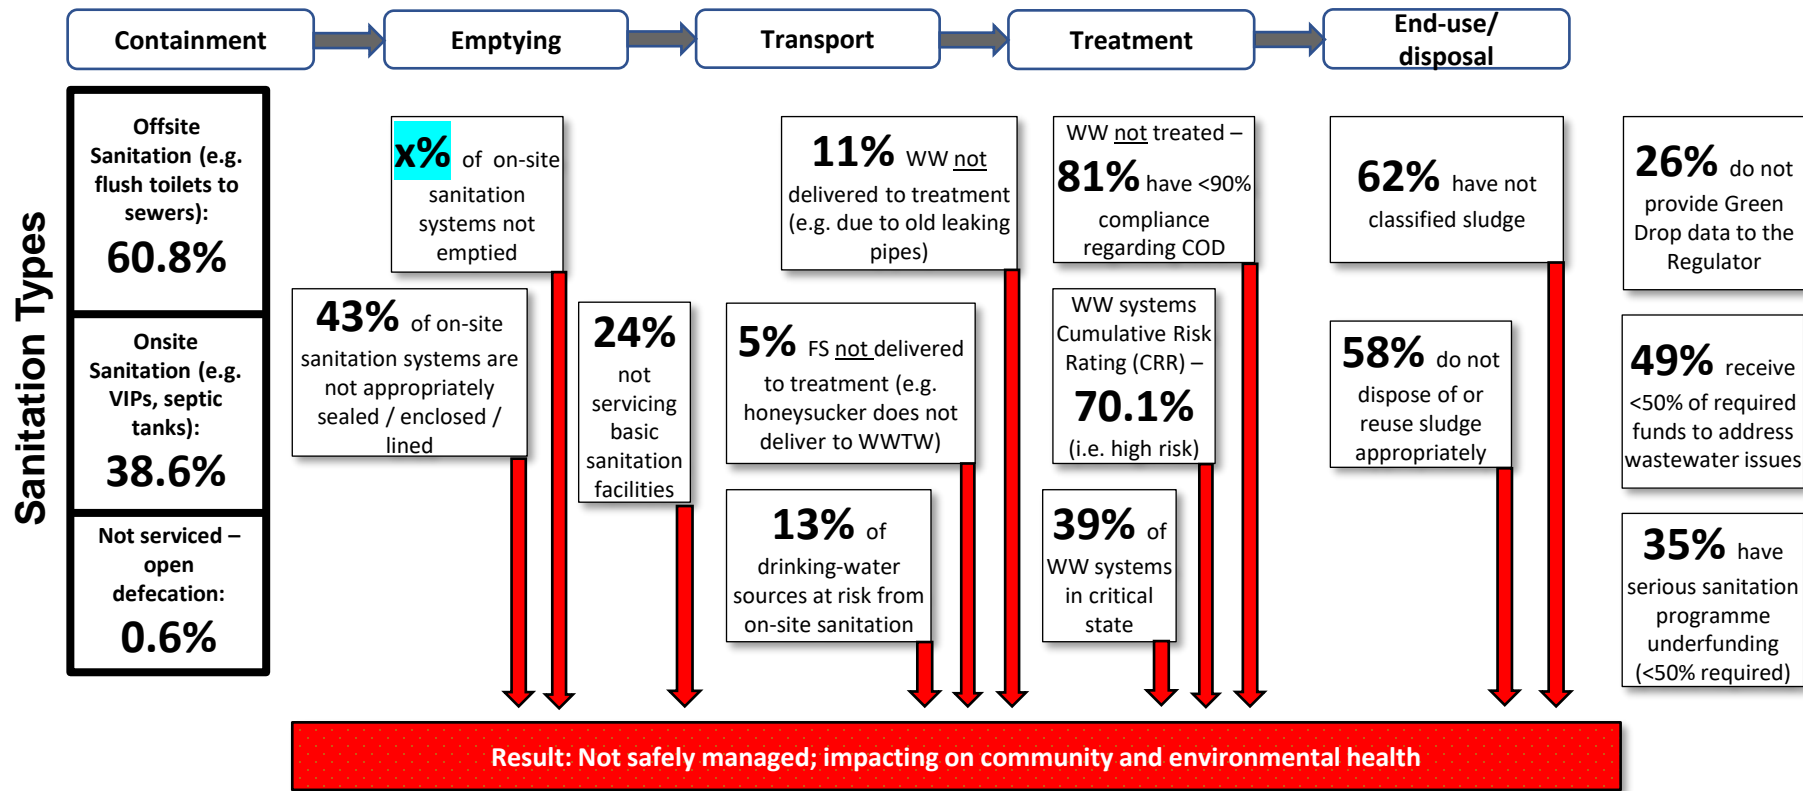 Containment
Emptying
Transport
Treatment
End-use/
disposal
Sanitation Types
Offsite
Sanitation (e.g.
flush toilets to
sewers):
60.8%
Onsite
Sanitation (e.g.
VIPs, septic
tanks):
38.6%
Not serviced –
open
defecation:
0.6%
x% of on-site
sanitation
systems not
emptied
43% of on-site
sanitation systems are
not appropriately
sealed / enclosed /
lined
24%
not
servicing
basic
sanitation
facilities
11% WW not
delivered to treatment
(e.g. due to old leaking
pipes)
5% FS not delivered
to treatment (e.g.
honeysucker does not
deliver to WWTW)
13% of
drinking-water
sources at risk from
on-site sanitation
WW not treated –
81% have <90%
compliance
regarding COD
WW systems
Cumulative Risk
Rating (CRR) –
70.1%
(i.e. high risk)
39% of
WW systems
in critical
state
62% have not
classified sludge
58% do not
dispose of or
reuse sludge
appropriately
26% do not
provide Green
Drop data to the
Regulator
49% receive
<50% of required
funds to address
wastewater issues
35% have
serious sanitation
programme
underfunding
(<50% required)
Result: Not safely managed; impacting on community and environmental health